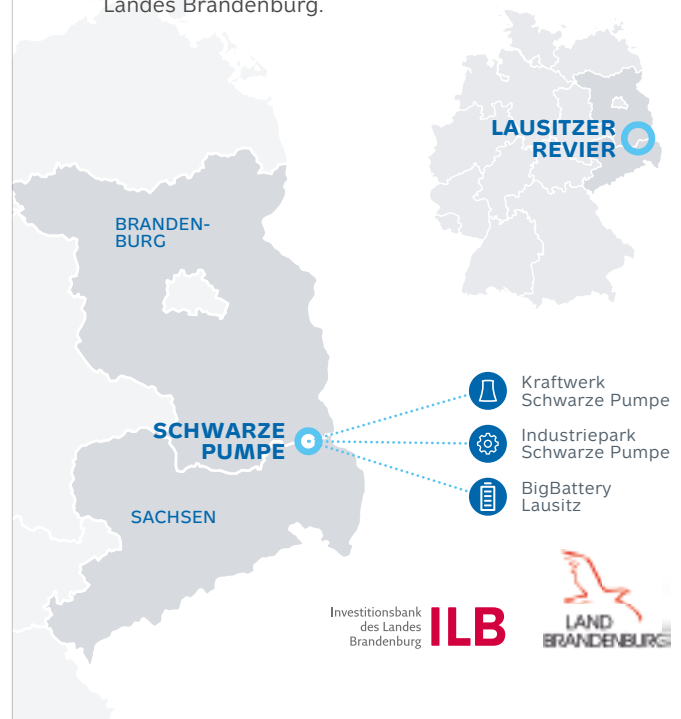 Landes Brandenburg.
LAUSITZER
REVIER
BRANDEN-
BURG
Kraftwerk
Schwarze Pumpe
SCHWARZE
PUMPE
Industriepark
Schwarze Pumpe
BigBattery
Lausitz
SACHSEN
Investitionsbank
des Landes
Brandenburg
ILB
LAND
BRANDENBURG